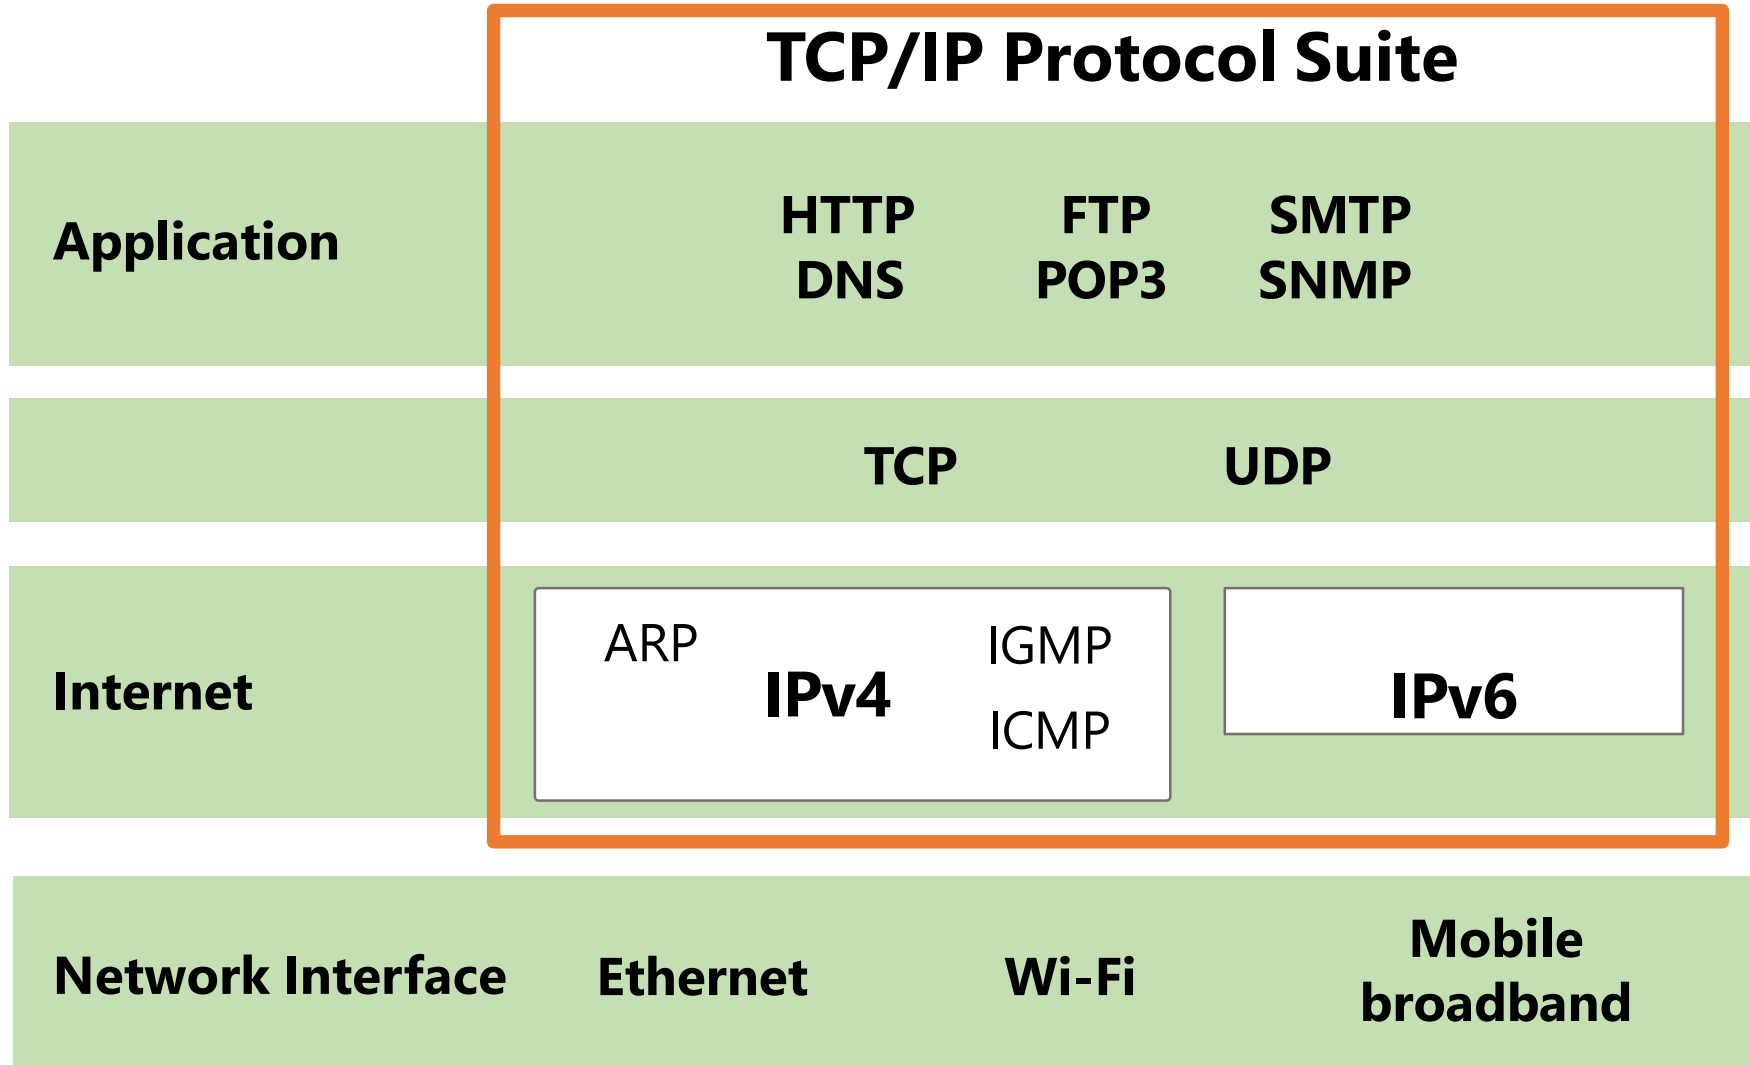 TCP/IP Protocol Suite
Application
HTTP FTP SMTP
DNS POP3 SNMP
TCP UDP
Internet
ARP IGMP
IPv4
ICMP
IPv6
Network Interface
Ethernet
Wi-Fi
Mobile
broadband